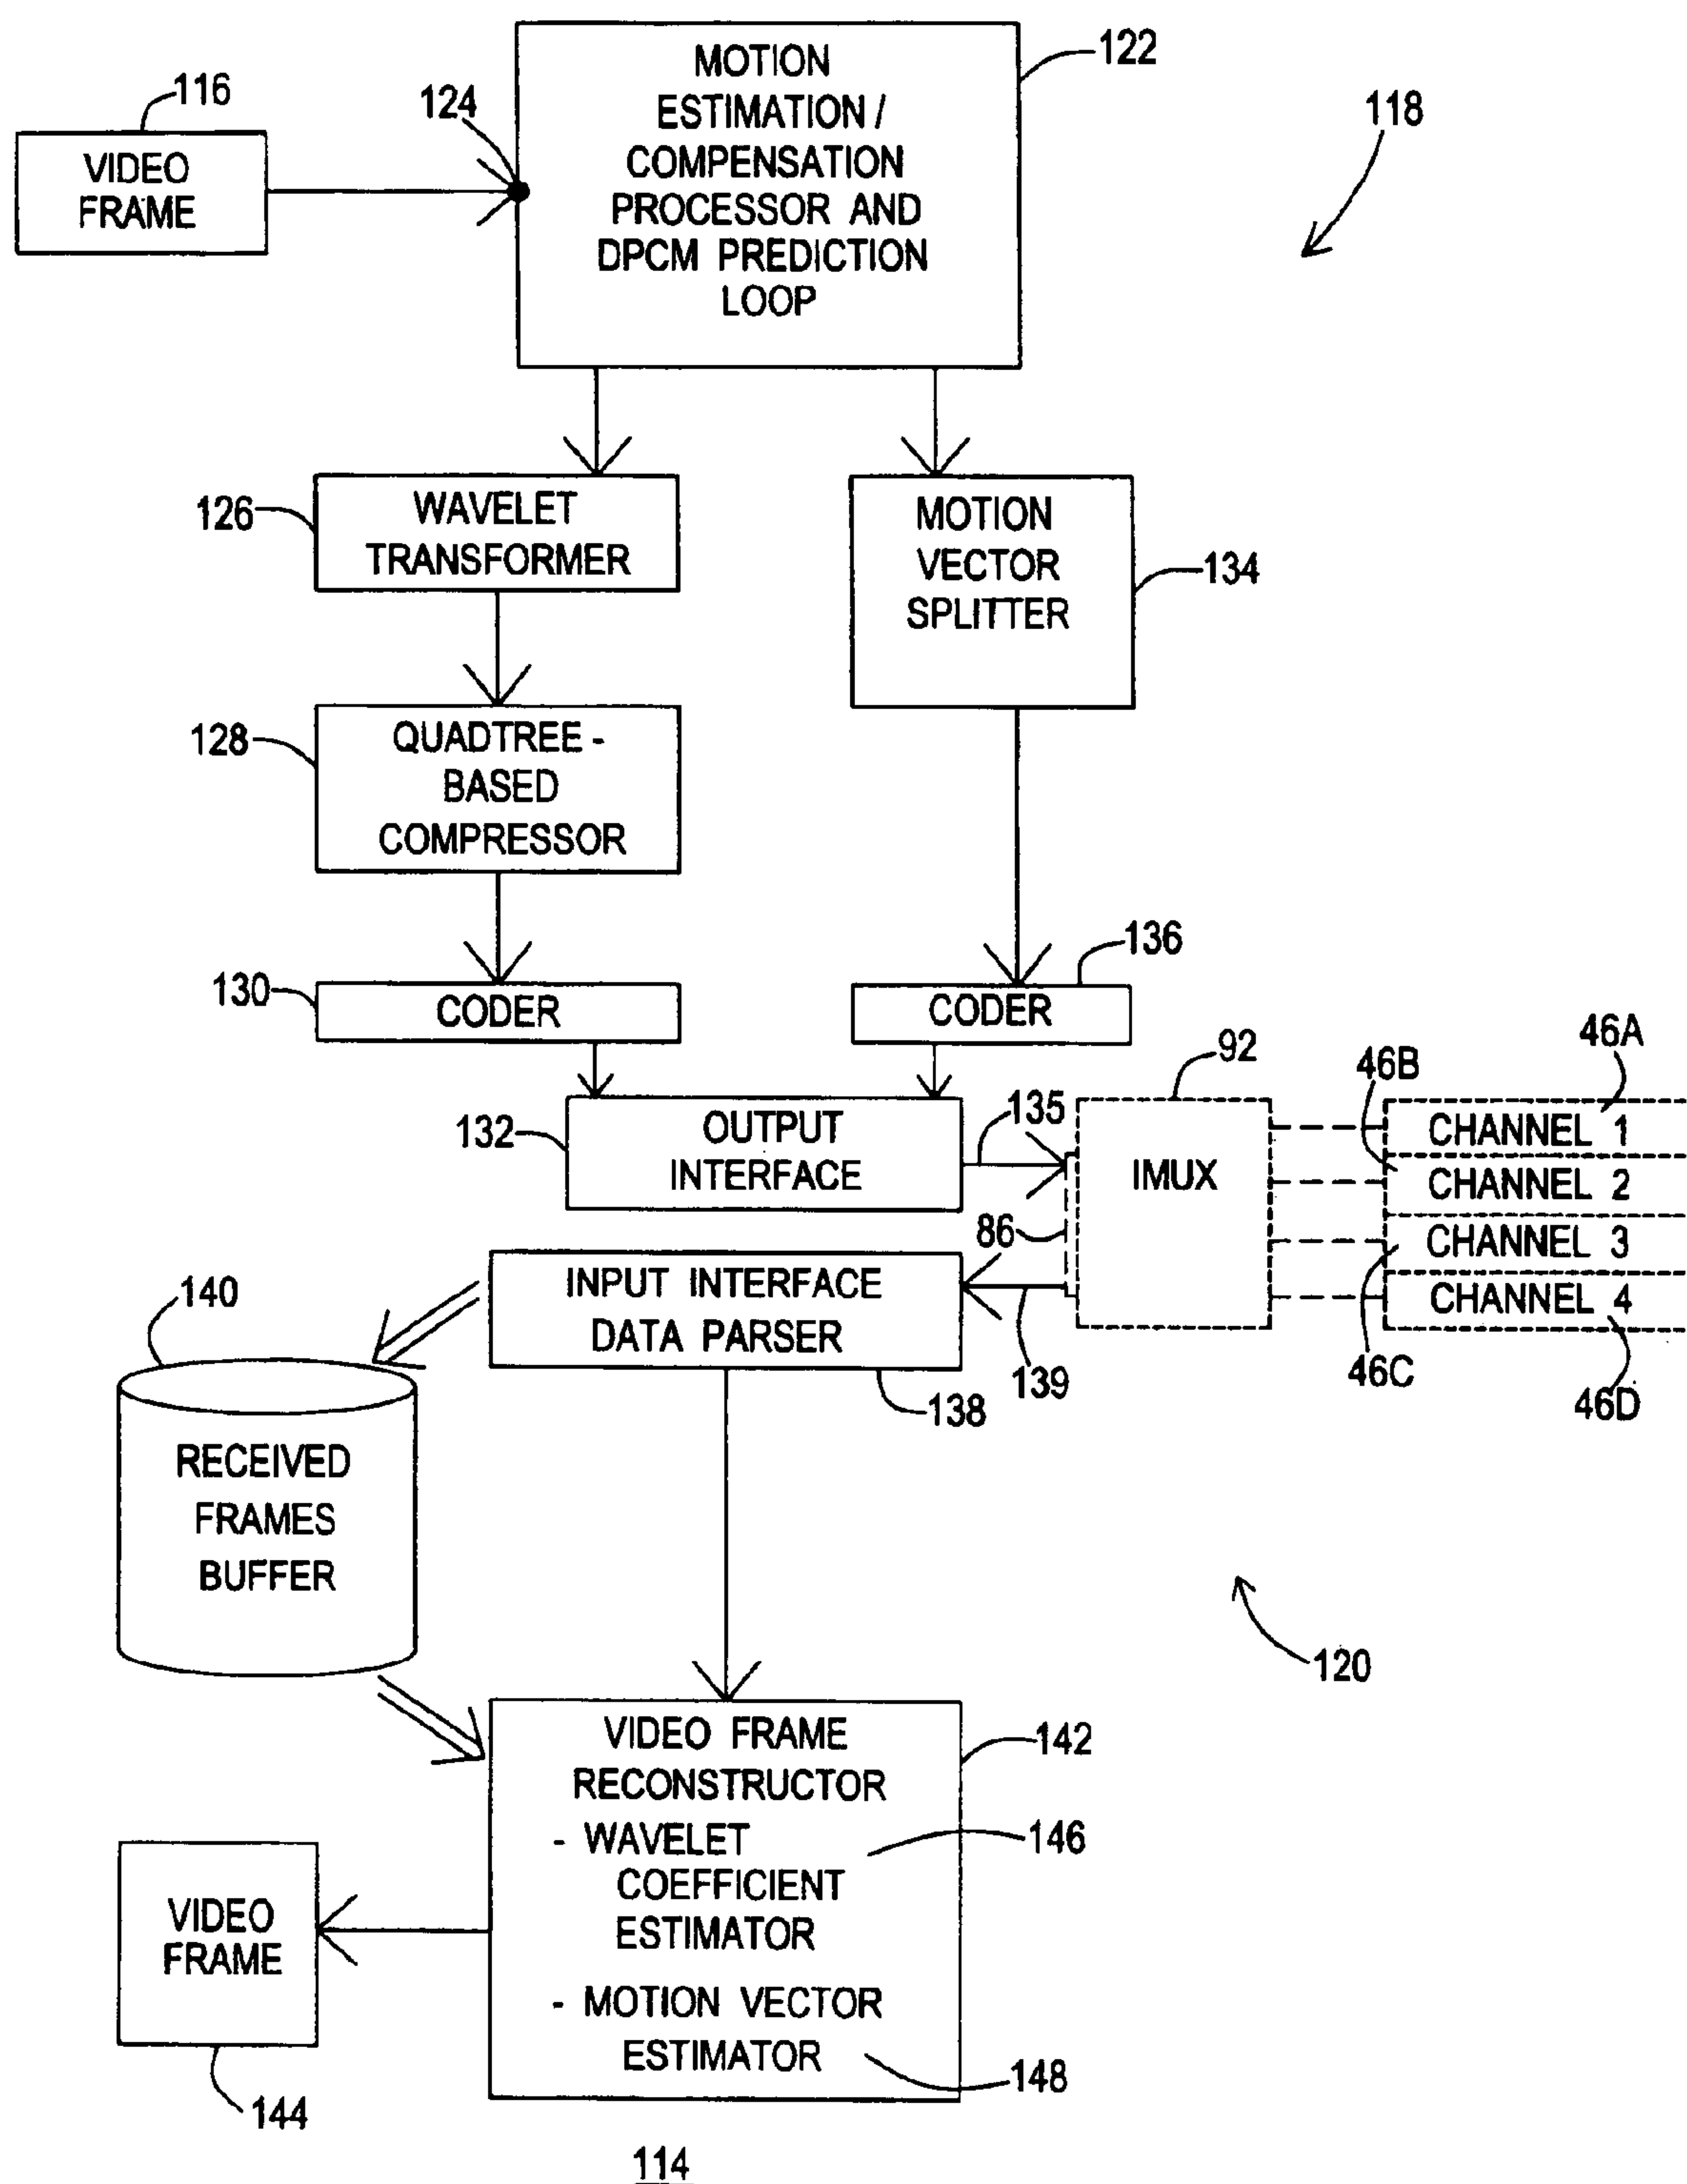 122
MOTION
ESTIMATION /
COMPENSATION
PROCESSOR AND
DPCM PREDICTION
LOOP
116
124
118
VIDEO
FRAME
126
WAVELET
TRANSFORMER
MOTION
VECTOR
SPLITTER
134
128
QUADTREE -
BASED
COMPRESSOR
130
CODER
136
CODER
92
46A
46B
132
OUTPUT
INTERFACE
135
IMUX
CHANNEL 1
CHANNEL 2
CHANNEL 3
CHANNEL 4
86
140
INPUT INTERFACE
DATA PARSER
139
138
46C
46D
RECEIVED
FRAMES
BUFFER
120
VIDEO FRAME
RECONSTRUCTOR
- WAVELET
COEFFICIENT
ESTIMATOR
- MOTION VECTOR
ESTIMATOR
142
146
148
VIDEO
FRAME
144
114